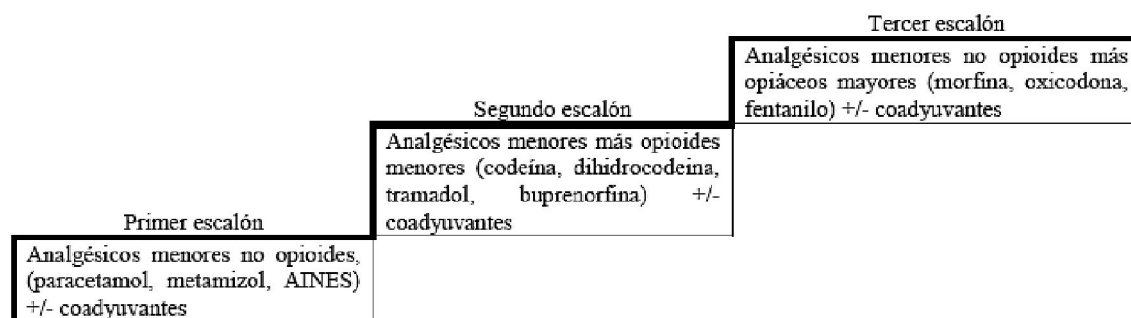 Tercer escalón
Analgésicos menores no opioides más
opiáceos mayores (morfina, oxicodona,
fentanilo) +/- coadyuvantes
Segundo escalón
Analgésicos menores más opioides
menores (codeína, dihidrocodeina,
tramadol, buprenorfina) +/-
coadyuvantes
Primer escalón
Analgésicos menores no opioides,
(paracetamol, metamizol, AINES)
+/- coadyuvantes